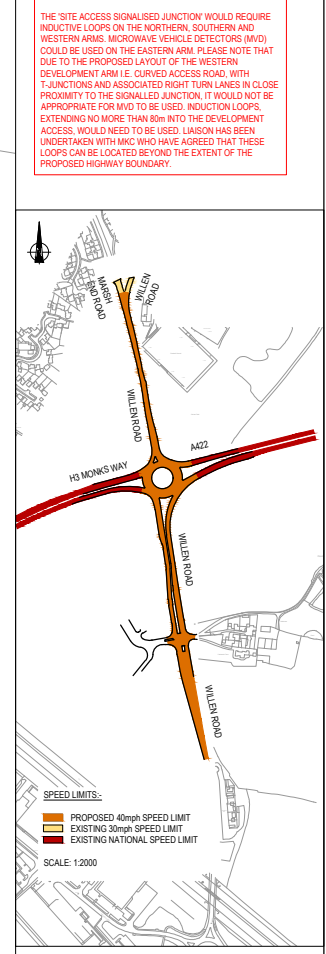 THE 'SITE ACCESS SIGNALISED JUNCTION' WOULD REQUIRE
INDUCTIVE LOOPS ON THE NORTHERN, SOUTHERN AND
WESTERN ARMS. MICROWAVE VEHICLE DETECTORS (MVD)
COULD BE USED ON THE EASTERN ARM. PLEASE NOTE THAT
DUE TO THE PROPOSED LAYOUT OF THE WESTERN
DEVELOPMENT ARM I.E. CURVED ACCESS ROAD, WITH
T-JUNCTIONS AND ASSOCIATED RIGHT TURN LANES IN CLOSE
PROXIMITY TO THE SIGNALLED JUNCTION, IT WOULD NOT BE
APPROPRIATE FOR MVD TO BE USED. INDUCTION LOOPS,
EXTENDING NO MORE THAN 80m INTO THE DEVELOPMENT
ACCESS, WOULD NEED TO BE USED. LIAISON HAS BEEN
UNDERTAKEN WITH MKC WHO HAVE AGREED THAT THESE
LOOPS CAN BE LOCATED BEYOND THE EXTENT OF THE
PROPOSED HIGHWAY BOUNDARY.
MARSH
END ROAD
WILLEN
ROAD
WILLEN ROAD
A422
H3 MONKS WAY
WILLEN ROAD
WILLEN ROAD
SPEED LIMITS:-
PROPOSED 40mph SPEED LIMIT
EXISTING 30mph SPEED LIMIT
EXISTING NATIONAL SPEED LIMIT
SCALE: 1:2000